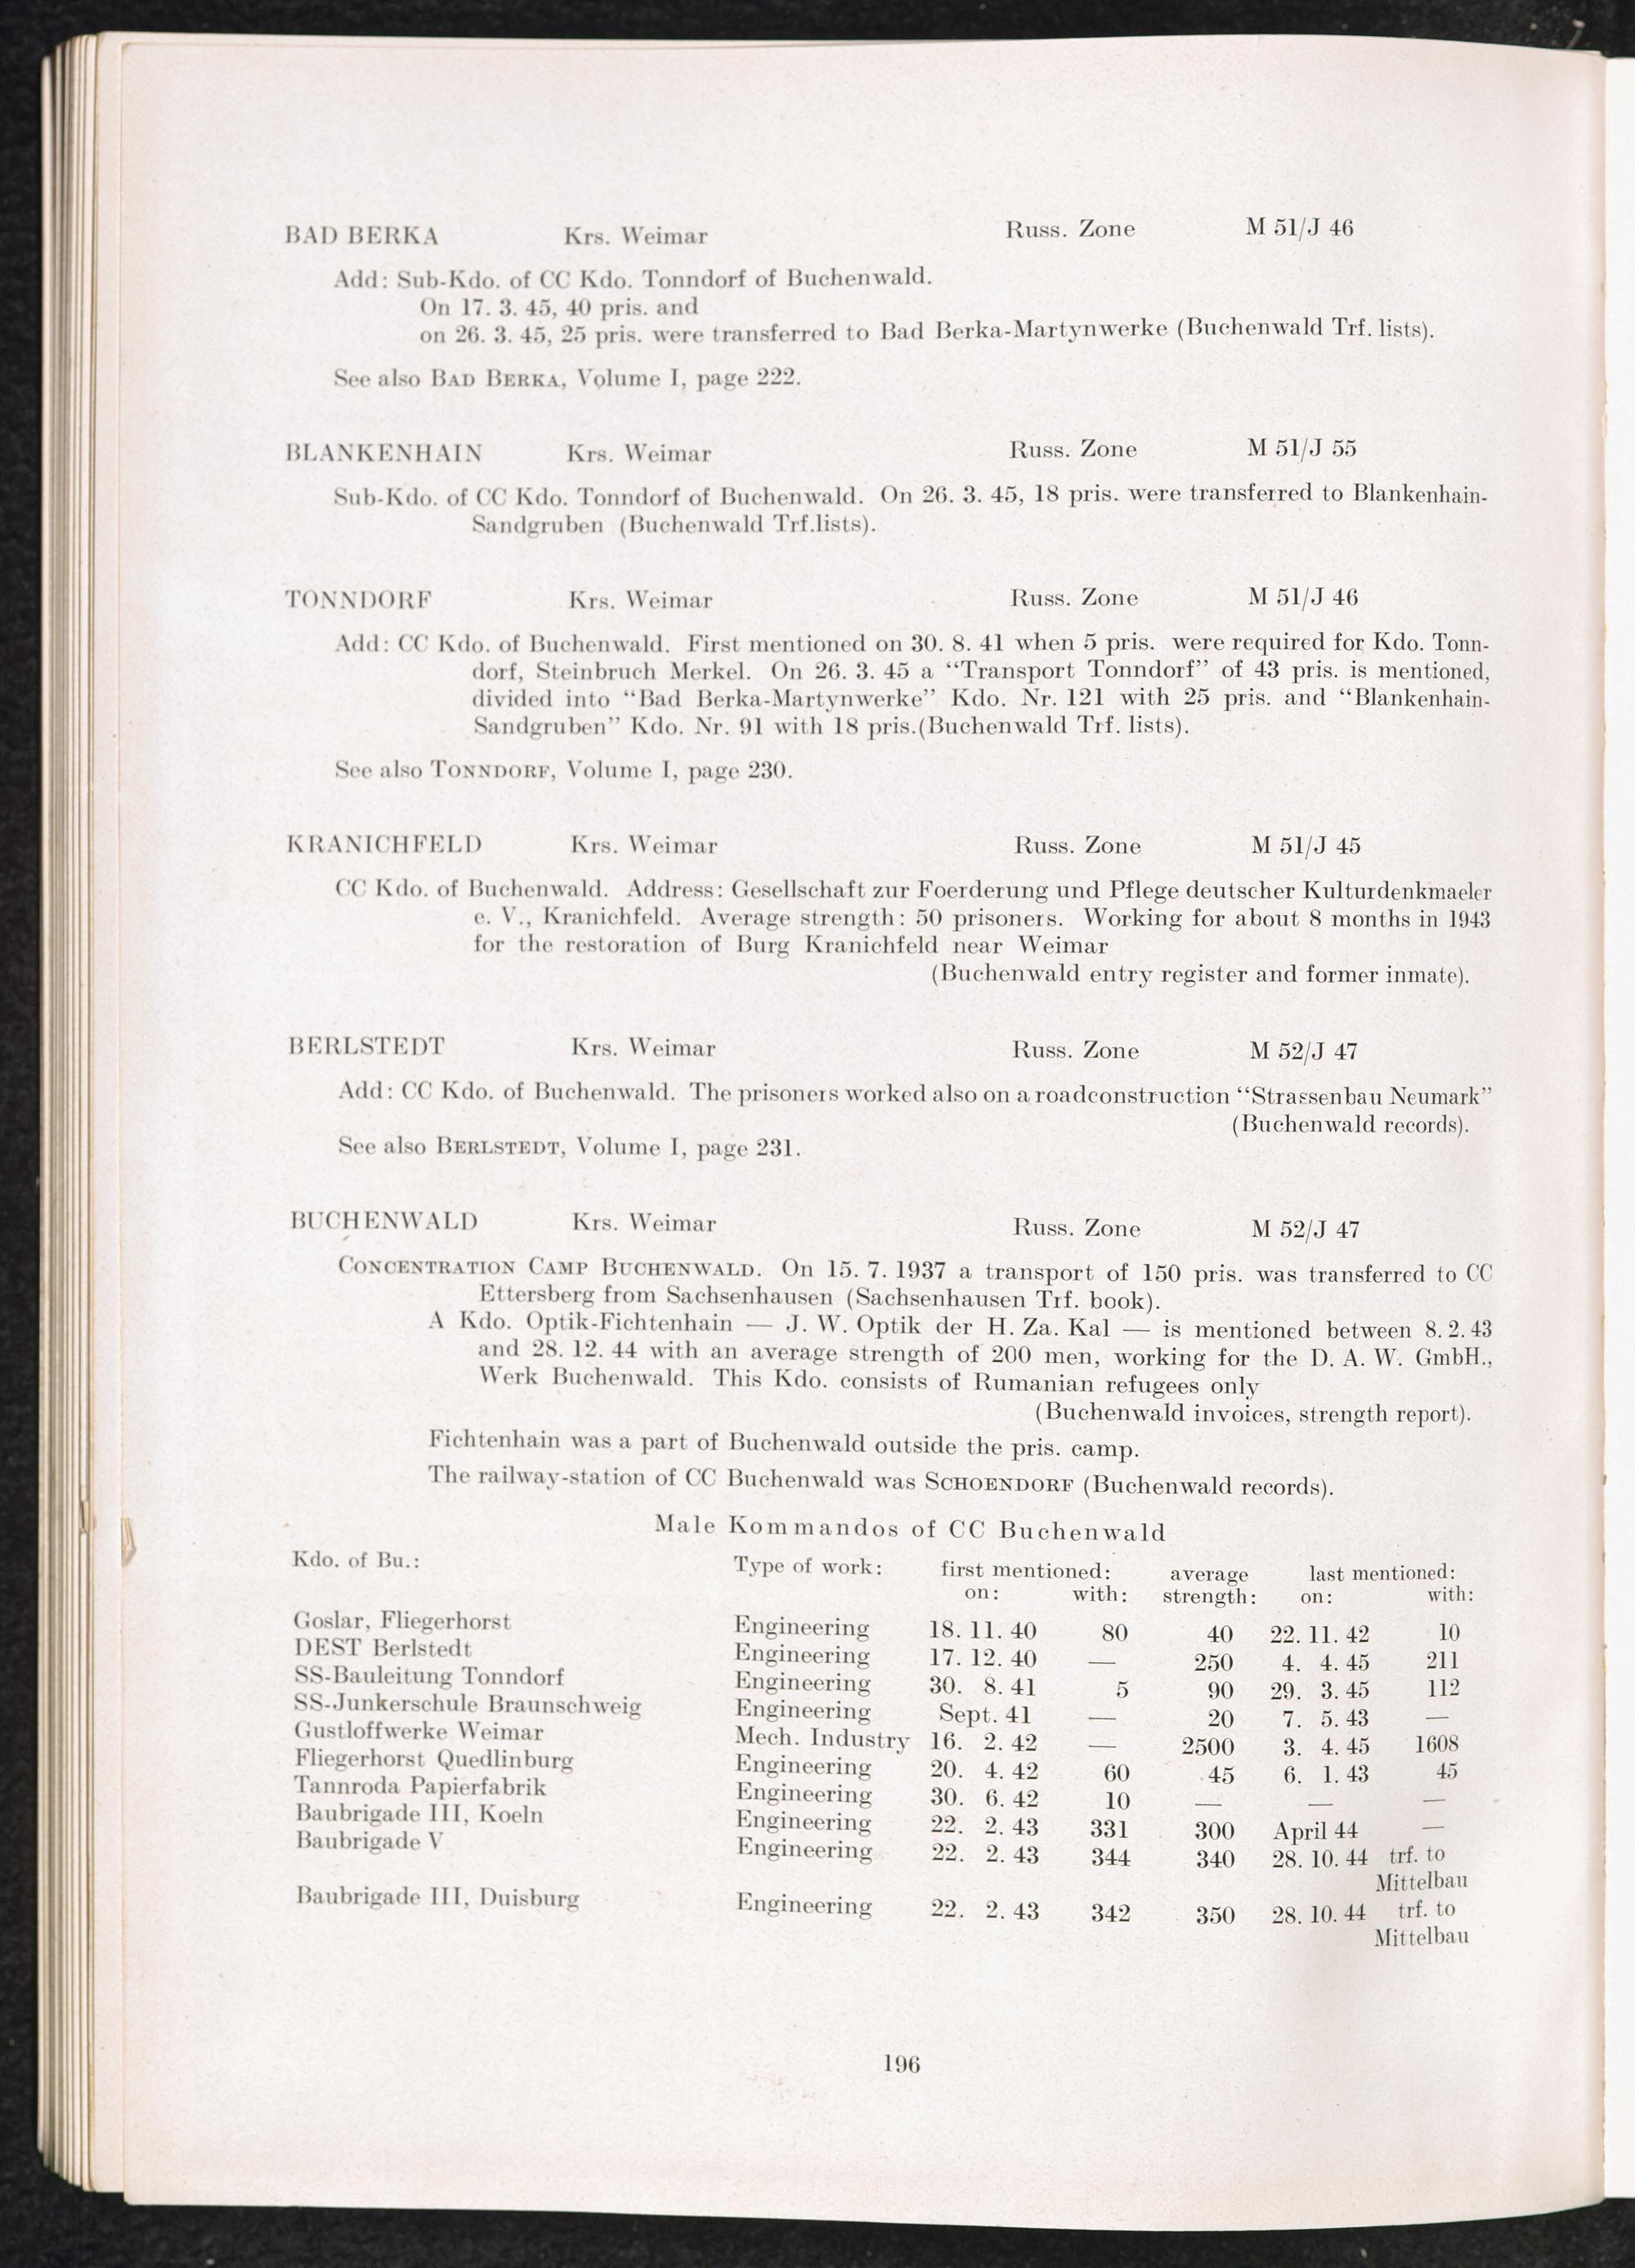 BAD BERKA Krs. Weimar Russ. Zone M 51/J 46
Add: Sub-Kdo. of CC Kdo. Tonndorf of Buchenwald.
On 17. 3. 45, 40 pris. and
on 26. 3. 45, 25 pris. were transferred to Bad Berka-Martynwerke (Buchenwald Trf. lists).
See also BAD BERKA, Volume I, page 222.
BLANKENHAIN Krs. Weimar Russ. Zone M 51/J 55
Sub-Kdo. of CC Kdo. Tonndorf of Buchenwald. On 26. 3. 45, 18 pris. were transferred to Blankenhain-
Sandgruben (Buchenwald Trf.lists).
TONNDORF Krs. Weimar Russ. Zone M 51/J 46
Add: CC Kdo. of Buchenwald. First mentioned on 30. 8. 41 when 5 pris. were required for Kdo. Tonn-
dorf, Steinbruch Merkel. On 26. 3. 45 a “Transport Tonndorf” of 43 pris. is mentioned,
divided into “Bad Berka-Martynwerke” Kdo. Nr. 121 with 25 pris. and “Blankenhain-
Sandgruben” Kdo. Nr. 91 with 18 pris.(Buchenwald Trf. lists).
See also TONNDORF, Volume I, page 230.
KRANICHFELD Krs. Weimar Russ. Zone M 51/J 45
CC Kdo. of Buchenwald. Address: Gesellschaft zur Foerderung und Pflege deutscher Kulturdenkmaeler
e. V., Kranichfeld. Average strength: 50 prisoners. Working for about 8 months in 1943
for the restoration of Burg Kranichfeld near Weimar
(Buchenwald entry register and former inmate).
BERLSTEDT Krs. Weimar Russ. Zone M 52/J 47
Add: CC Kdo. of Buchenwald. The prisoners worked also on a roadconstruction “Strassenbau Neumark”
(Buchenwald records).
See also BERLSTEDT, Volume I, page 231.
BUCHENWALD Krs. Weimar Russ. Zone M 52/J 47
CONCENTRATION CAMP BUCHENWALD. On 15. 7. 1937 a transport of 150 pris. was transferred to CC
Ettersberg from Sachsenhausen (Sachsenhausen Trf. book).
A Kdo. Optik-Fichtenhain — J. W. Optik der H. Za. Kal — is mentioned between 8. 2. 43
and 28. 12. 44 with an average strength of 200 men, working for the D. A. W. GmbH.,
Werk Buchenwald. This Kdo. consists of Rumanian refugees only
(Buchenwald invoices, strength report).
Fichtenhain was a part of Buchenwald outside the pris. camp.
The railway-station of CC Buchenwald was SCHOENDORF (Buchenwald records).
Male Kommandos of CC Buchenwald
Kdo. of Bu.: Type of work: first mentioned: average last mentioned:
on: with: strength: on: with:
Goslar, Fliegerhorst Engineering 18. 11. 40 80 40 22. 11. 42 10
DEST Berlstedt Engineering 17. 12. 40 — 250 4. 4. 45 211
SS-Bauleitung Tonndorf Engineering 30. 8. 41 5 90 29. 3. 45 112
SS-Junkerschule Braunschweig Engineering Sept. 41 — 20 7. 5. 43 —
Gustloffwerke Weimar Mech. Industry 16. 2. 42 — 2500 3. 4. 45 1608
Fliegerhorst Quedlinburg Engineering 20. 4. 42 60 45 6. 1. 43 45
Tannroda Papierfabrik Engineering 30. 6. 42 10 — — —
Baubrigade III, Koeln Engineering 22. 2. 43 331 300 April 44 —
Baubrigade V Engineering 22. 2. 43 344 340 28. 10. 44 trf. to
Mittelbau
Baubrigade III, Duisburg Engineering 22. 2. 43 342 350 28. 10. 44 trf. to
Mittelbau
196